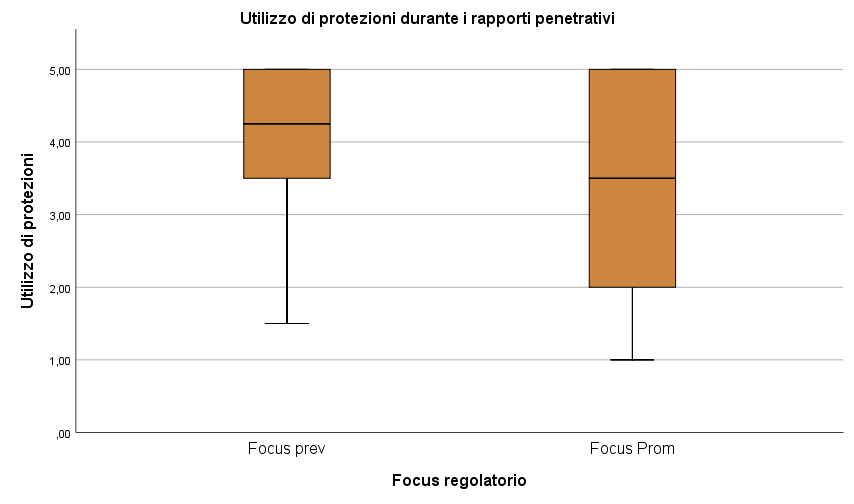 Utilizzo di protezioni durante i rapporti penetrativi
Utilizzo di protezioni
5,00
4,00
3,00
2,00
1,00
,00
Focus prev
Focus Prom
Focus regolatorio